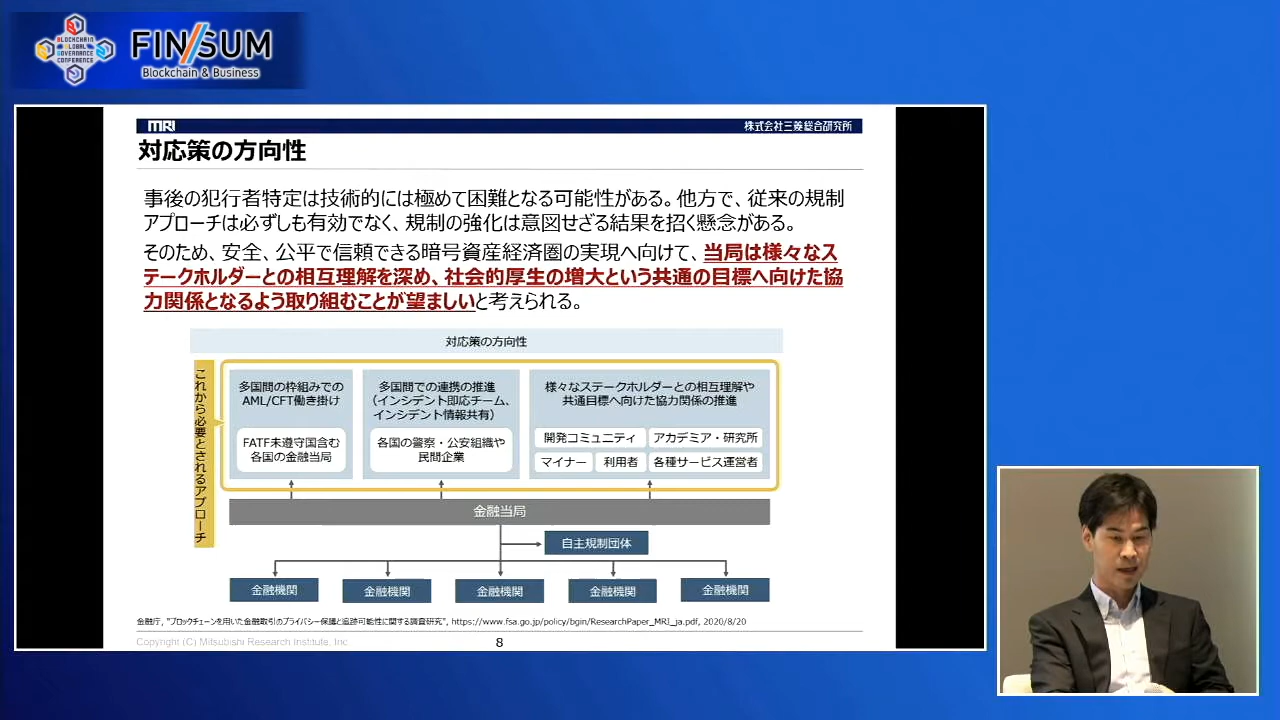 BLOCKCHAIN
GLOBAL
GOVERNANCE
CONFERENCE
FIN/SUM
Blockchain & Business
MRI
株式会社三菱総合研究所
対応策の方向性
事後の犯行者特定は技術的には極めて困難となる可能性がある。他方で、従来の規制
アプローチは必ずしも有効でなく、規制の強化は意図せざる結果を招く懸念がある。
そのため、安全、公平で信頼できる暗号資産経済圏の実現へ向けて、当局は様々なス
テークホルダーとの相互理解を深め、社会的厚生の増大という共通の目標へ向けた協
力関係となるよう取り組むことが望ましいと考えられる。
対応策の方向性
これから必要とされるアプローチ
多国間の枠組みでの
AML/CFT働き掛け
FATF未遵守国含む
各国の金融当局
多国間での連携の推進
（インシデント即応チーム、
インシデント情報共有）
各国の警察・公安組織や
民間企業
様々なステークホルダーとの相互理解や
共通目標へ向けた協力関係の推進
開発コミュニティ
アカデミア・研究所
マイナー
利用者
各種サービス運営者
金融当局
自主規制団体
金融機関
金融機関
金融機関
金融機関
金融機関
金融庁, "ブロックチェーンを用いた金融取引のプライバシー保護と追跡可能性に関する調査研究", https://www.fsa.go.jp/policy/bgin/ResearchPaper_MRI_ja.pdf, 2020/8/20
Copyright (C) Mitsubishi Research Institute, Inc.
8